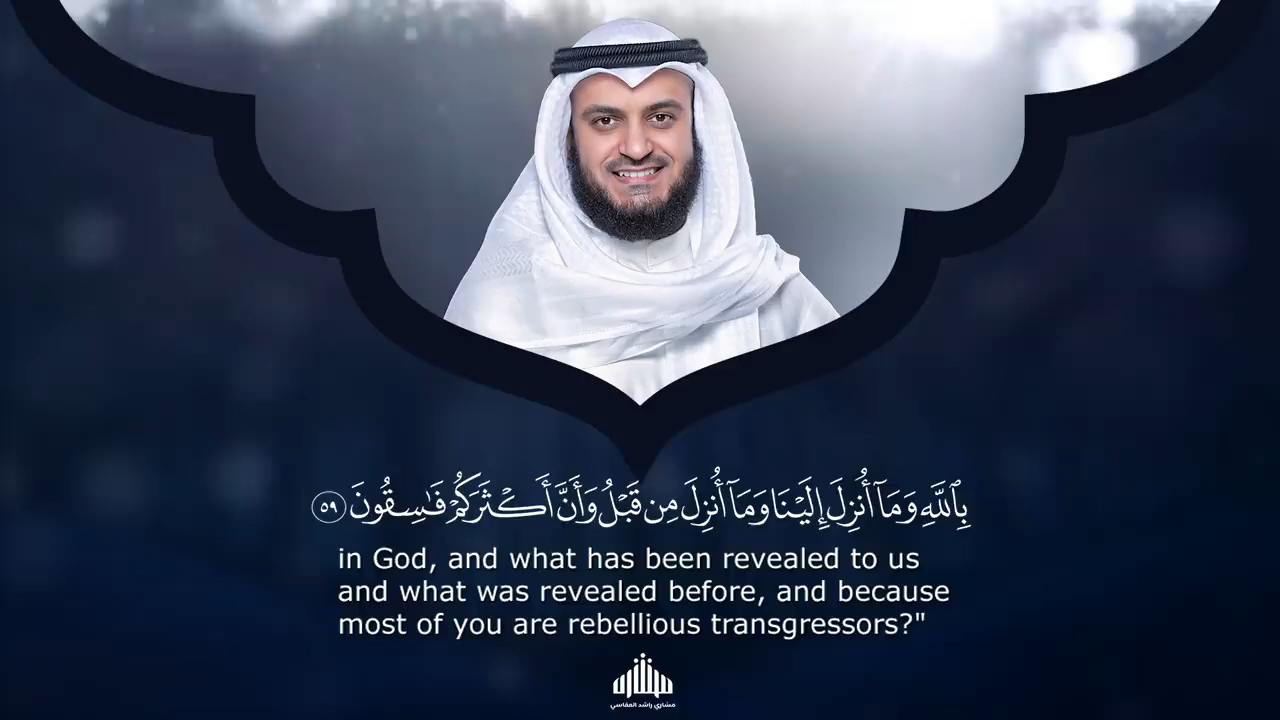 بِٱللَّهِ وَمَآ أُنزِلَ إِلَيْنَا وَمَآ أُنزِلَ مِن قَبْلُ وَأَنَّ أَكْثَرَكُمْ فَٰسِقُونَ ٥٩
in God, and what has been revealed to us
and what was revealed before, and because
most of you are rebellious transgressors?"
مشاري راشد العفاسي